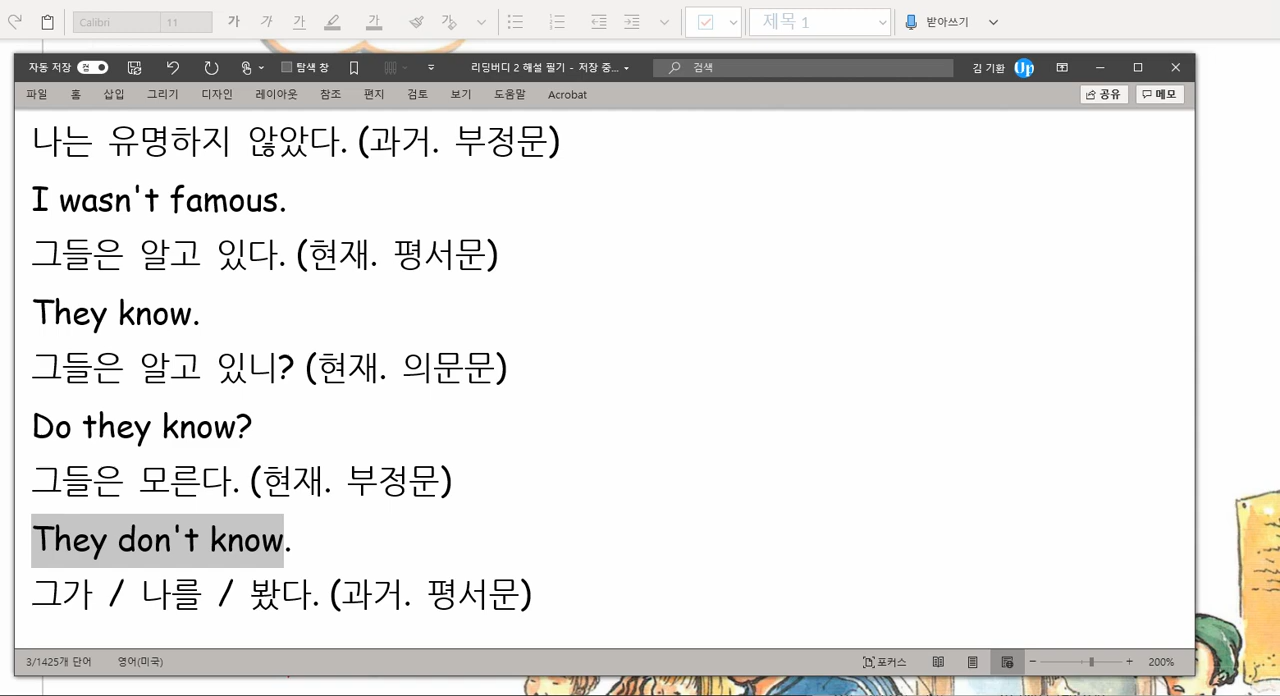 Calibri 11 가 가 가 가 가 제목 1 받아쓰기
자동 저장 켬 탐색 창 리딩버디 2 해설 필기 - 저장 중... 검색 김 기환 Up
파일 홈 삽입 그리기 디자인 레이아웃 참조 편지 검토 보기 도움말 Acrobat 공유 메모
나는 유명하지 않았다. (과거. 부정문)
I wasn't famous.
그들은 알고 있다. (현재. 평서문)
They know.
그들은 알고 있니? (현재. 의문문)
Do they know?
그들은 모른다. (현재. 부정문)
They don't know.
그가 / 나를 / 봤다. (과거. 평서문)
3/1425개 단어 영어(미국) 포커스 200%